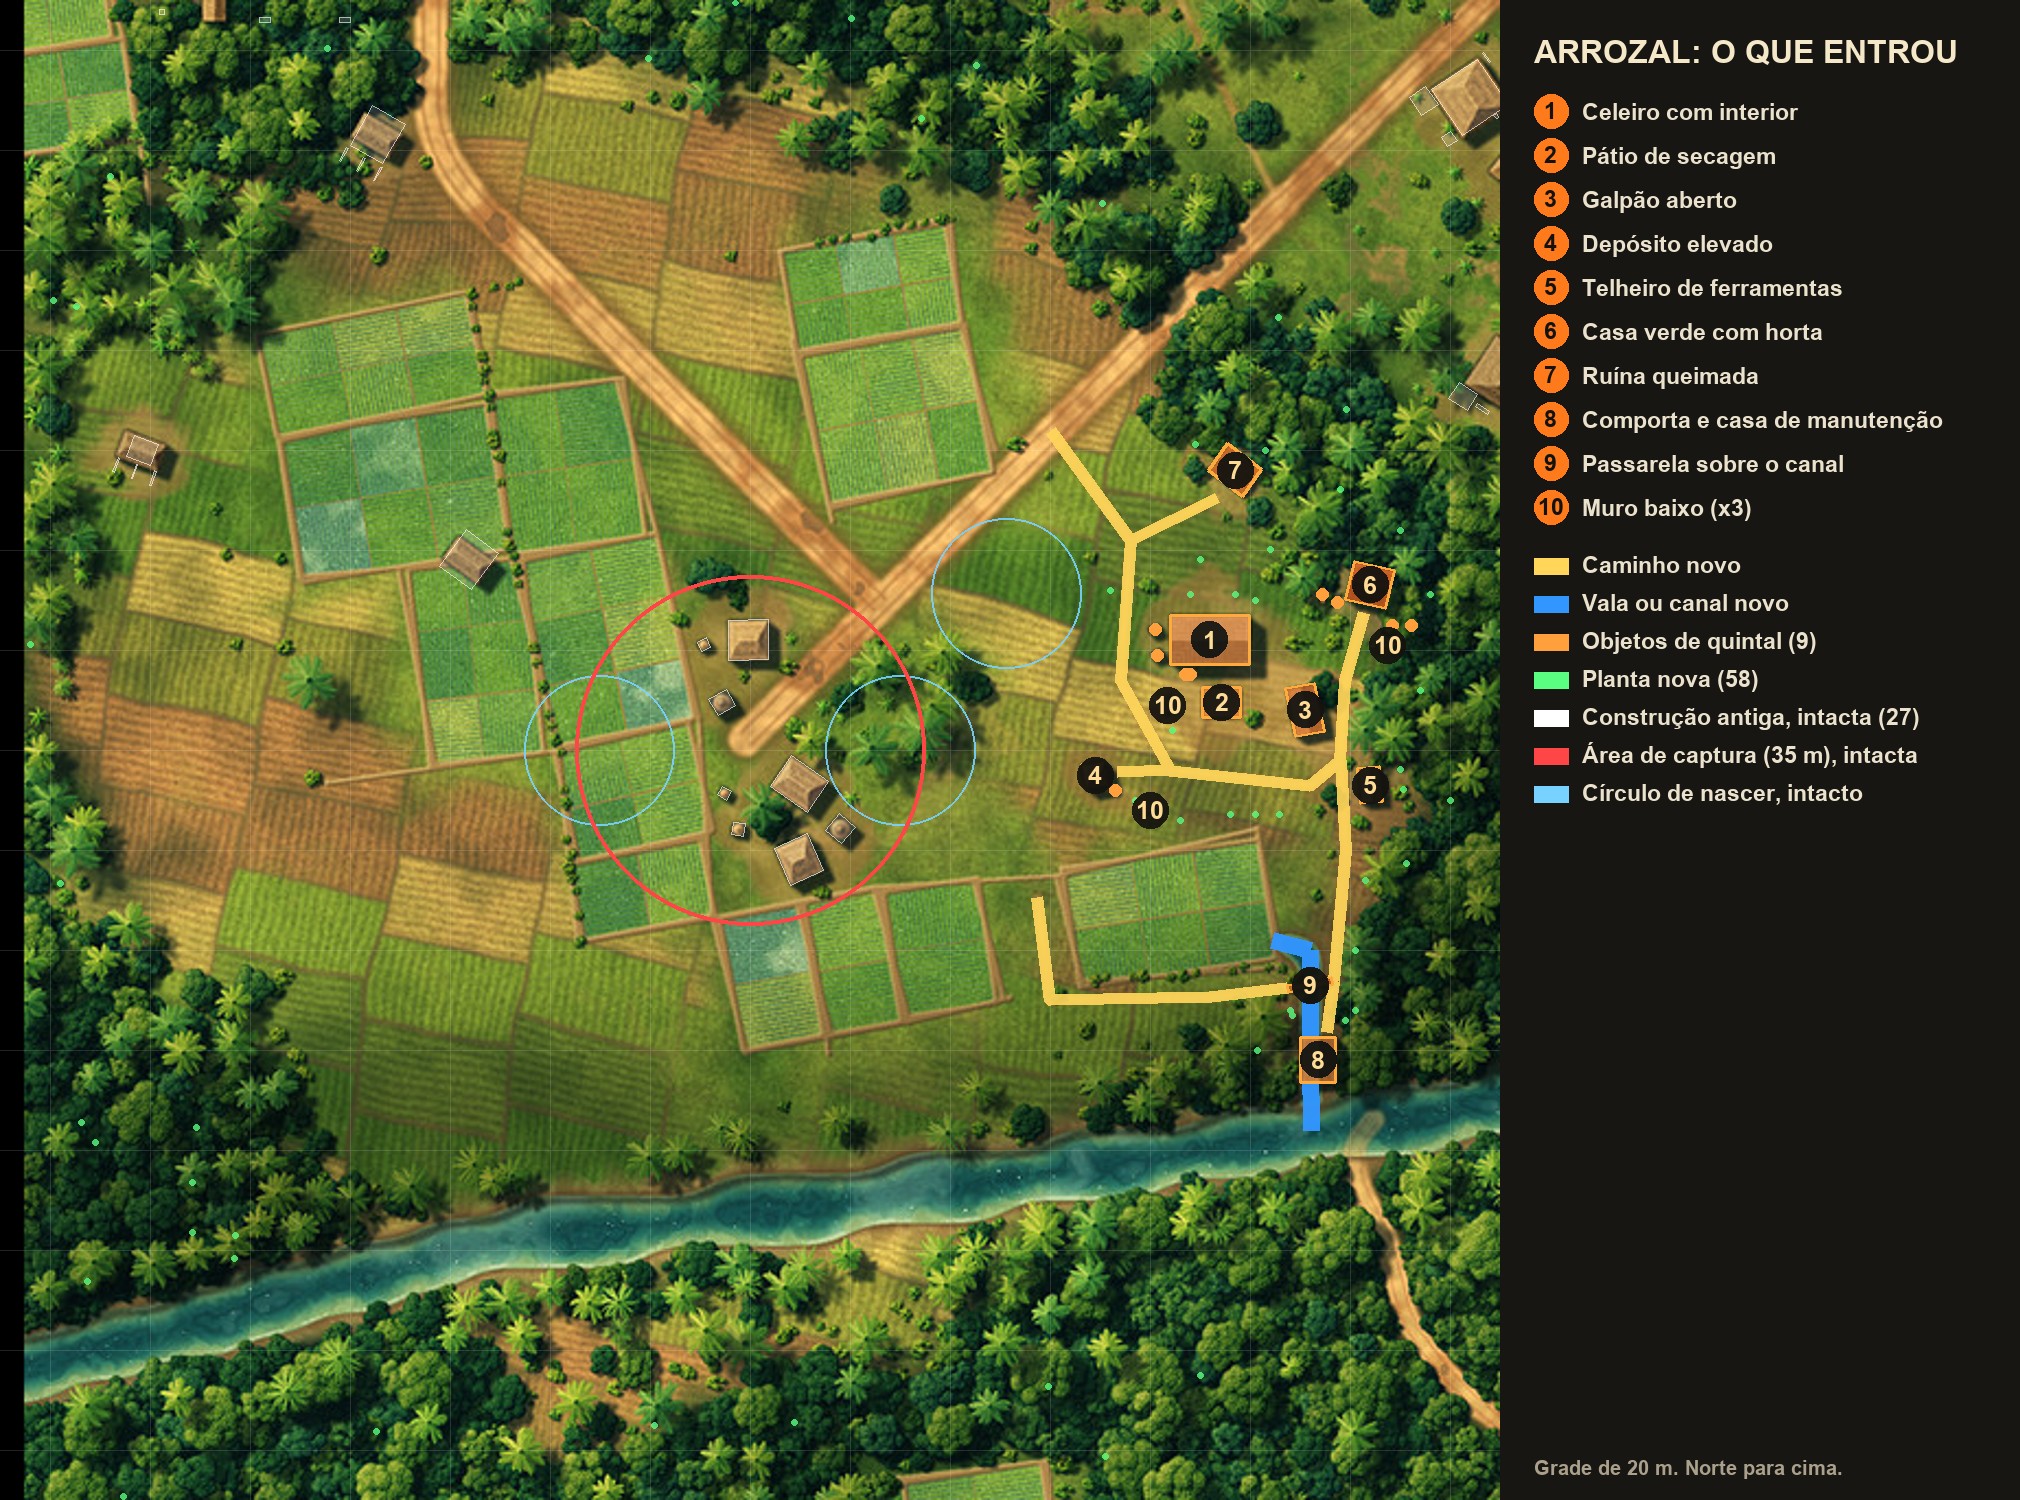 ARROZAL: O QUE ENTROU
1 Celeiro com interior
2 Pátio de secagem
3 Galpão aberto
4 Depósito elevado
5 Telheiro de ferramentas
6 Casa verde com horta
7 Ruína queimada
8 Comporta e casa de manutenção
9 Passarela sobre o canal
10 Muro baixo (x3)
Caminho novo
Vala ou canal novo
Objetos de quintal (9)
Planta nova (58)
Construção antiga, intacta (27)
Área de captura (35 m), intacta
Círculo de nascer, intacto
Grade de 20 m. Norte para cima.
7
6
1
10
10
2
3
4
5
10
9
8